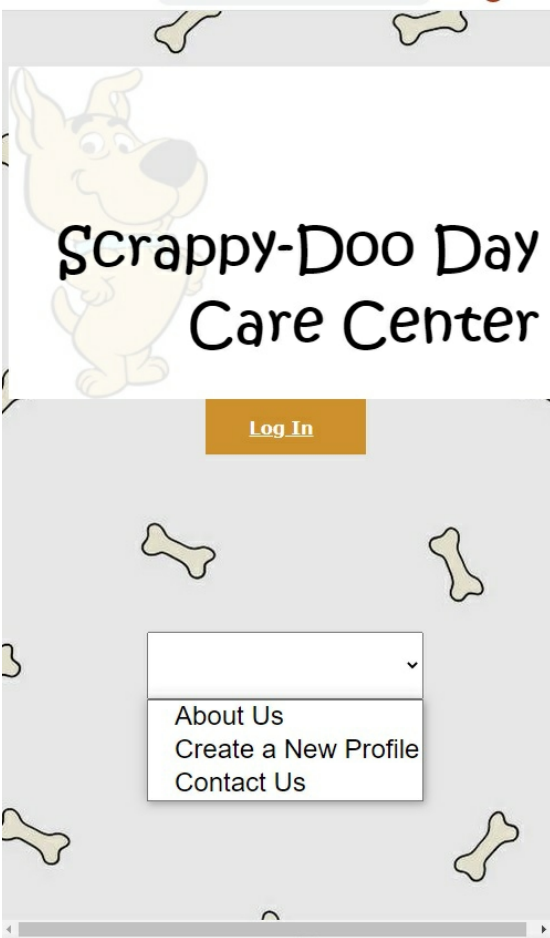 Scrappy-Doo Day
Care Center
Log In
About Us
Create a New Profile
Contact Us